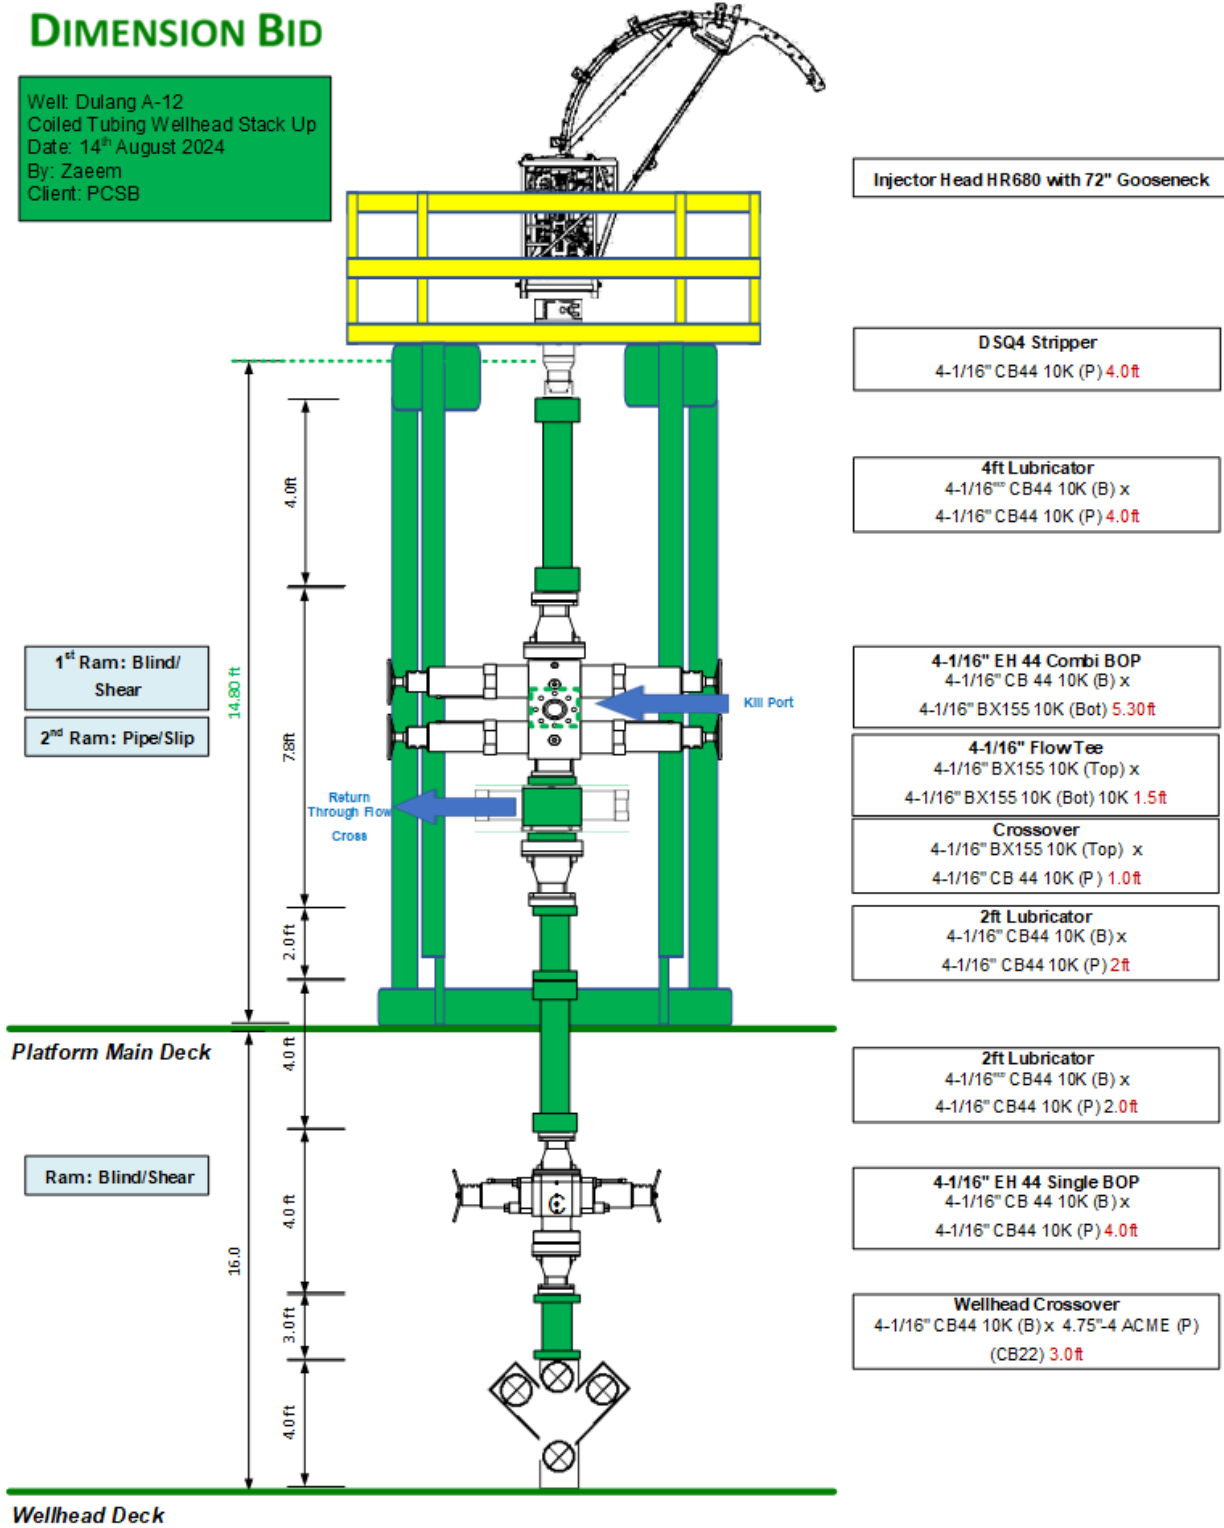 DIMENSION BID
Well: Dulang A-12
Coiled Tubing Wellhead Stack Up
Date: 14th August 2024
By: Zaeem
Client: PCSB
Injector Head HR680 with 72" Gooseneck
DSQ4 Stripper
4-1/16" CB44 10K (P) 4.0ft
4ft Lubricator
4-1/16" CB44 10K (B) x
4-1/16" CB44 10K (P) 4.0ft
4.0ft
1st Ram: Blind/
Shear
2nd Ram: Pipe/Slip
14.80 ft
7.8ft
Kill Port
4-1/16" EH 44 Combi BOP
4-1/16" CB 44 10K (B) x
4-1/16" BX155 10K (Bot) 5.30ft
Return
Through Flow
Cross
4-1/16" Flow Tee
4-1/16" BX155 10K (Top) x
4-1/16" BX155 10K (Bot) 10K 1.5ft
Crossover
4-1/16" BX155 10K (Top) x
4-1/16" CB 44 10K (P) 1.0ft
2.0 ft
2ft Lubricator
4-1/16" CB44 10K (B) x
4-1/16" CB44 10K (P) 2ft
Platform Main Deck
4.0 ft
2ft Lubricator
4-1/16" CB44 10K (B) x
4-1/16" CB44 10K (P) 2.0ft
Ram: Blind/Shear
4.0 ft
4-1/16" EH 44 Single BOP
4-1/16" CB 44 10K (B) x
4-1/16" CB44 10K (P) 4.0ft
16.0
3.0 ft
Wellhead Crossover
4-1/16" CB44 10K (B) x 4.75"-4 ACME (P)
(CB22) 3.0ft
4.0 ft
Wellhead Deck